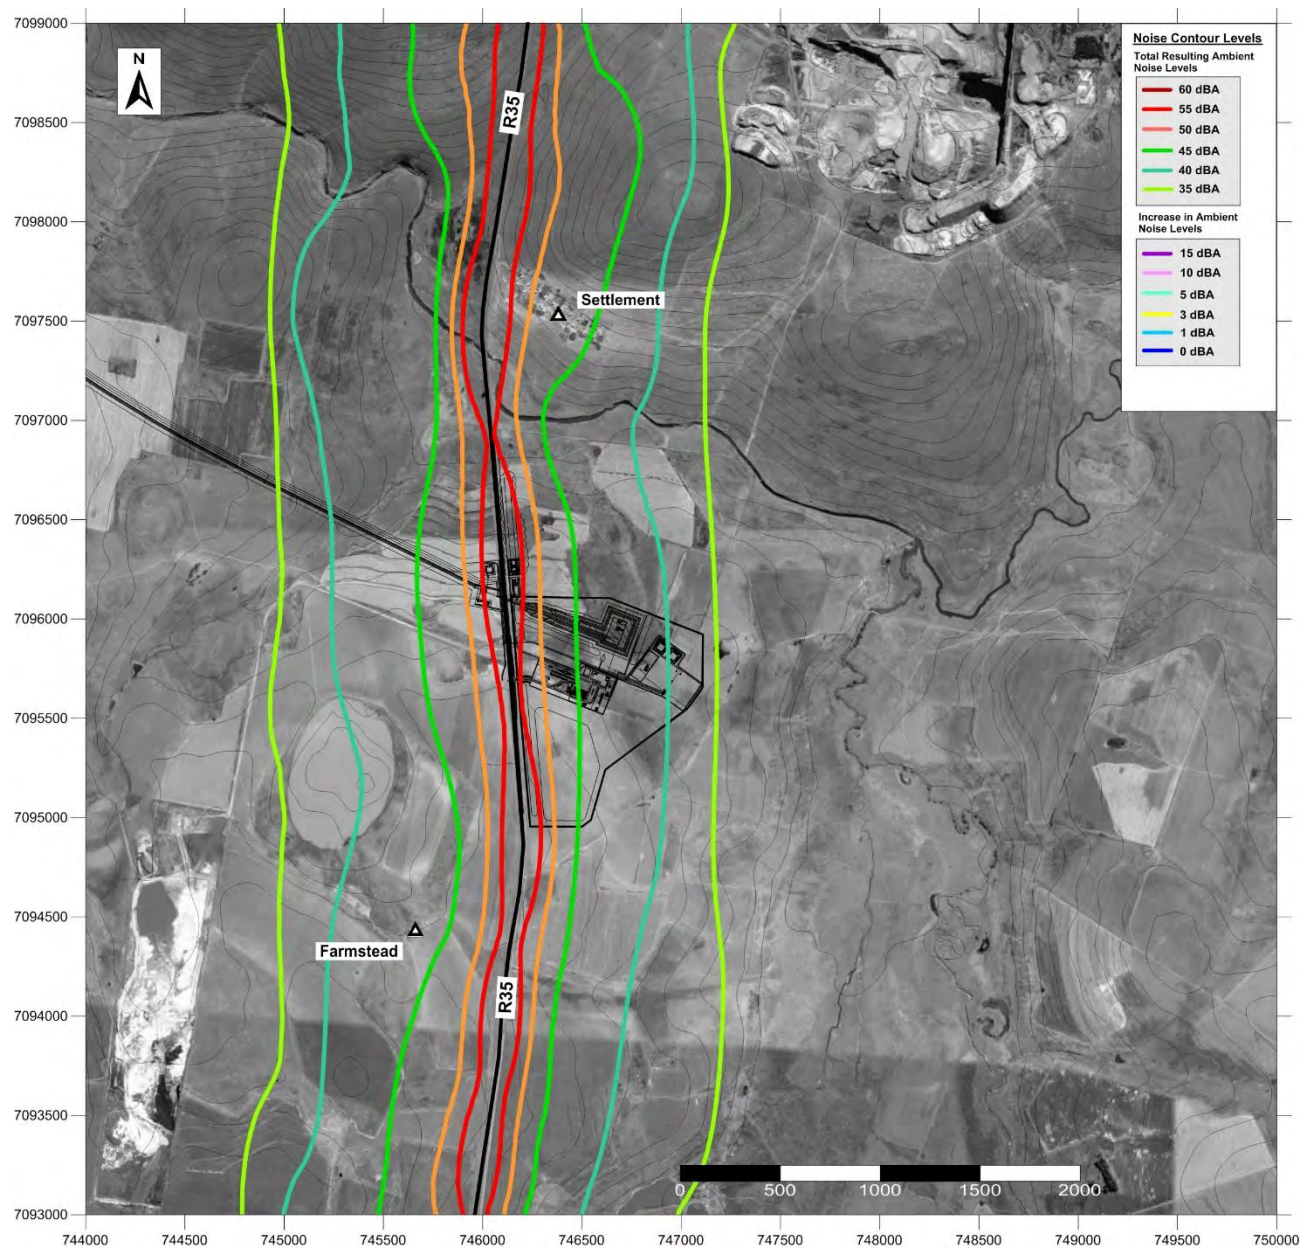 7099000
7098500
7098000
7097500
7097000
7096500
7096000
7095500
7095000
7094500
7094000
7093500
7093000
N
R35
Settlement
Farmstead
R35
Noise Contour Levels
Total Resulting Ambient
Noise Levels
60 dBA
55 dBA
50 dBA
45 dBA
40 dBA
35 dBA
Increase in Ambient
Noise Levels
15 dBA
10 dBA
5 dBA
3 dBA
1 dBA
0 dBA
0 500 1000 1500 2000
744000 744500 745000 745500 746000 746500 747000 747500 748000 748500 749000 749500 750000